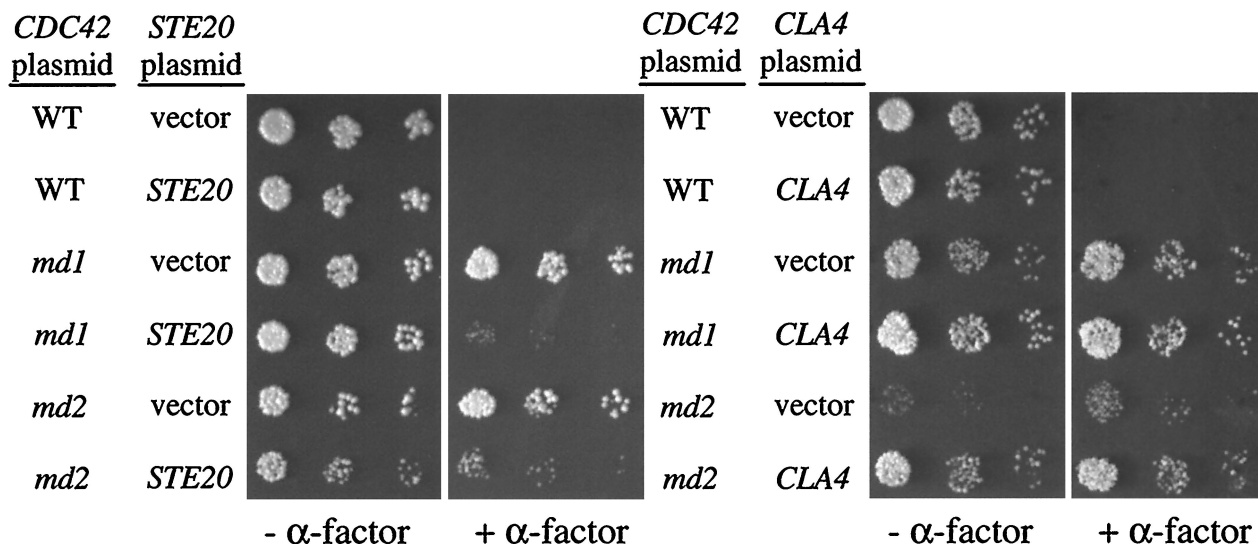 CDC42 STE20 CDC42 CLA4
plasmid plasmid plasmid plasmid
WT vector WT vector
WT STE20 WT CLA4
md1 vector md1 vector
md1 STE20 md1 CLA4
md2 vector md2 vector
md2 STE20 md2 CLA4
- α-factor + α-factor - α-factor + α-factor